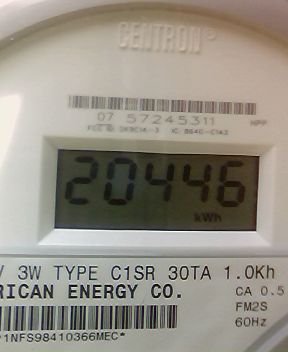 CENTRON®
07 57245311
20446
kWh
V 3W TYPE C1SR 30TA 1.0Kh
RICAN ENERGY CO.
CA 0.5
FM2S
60Hz
1NFS98410366MEC*